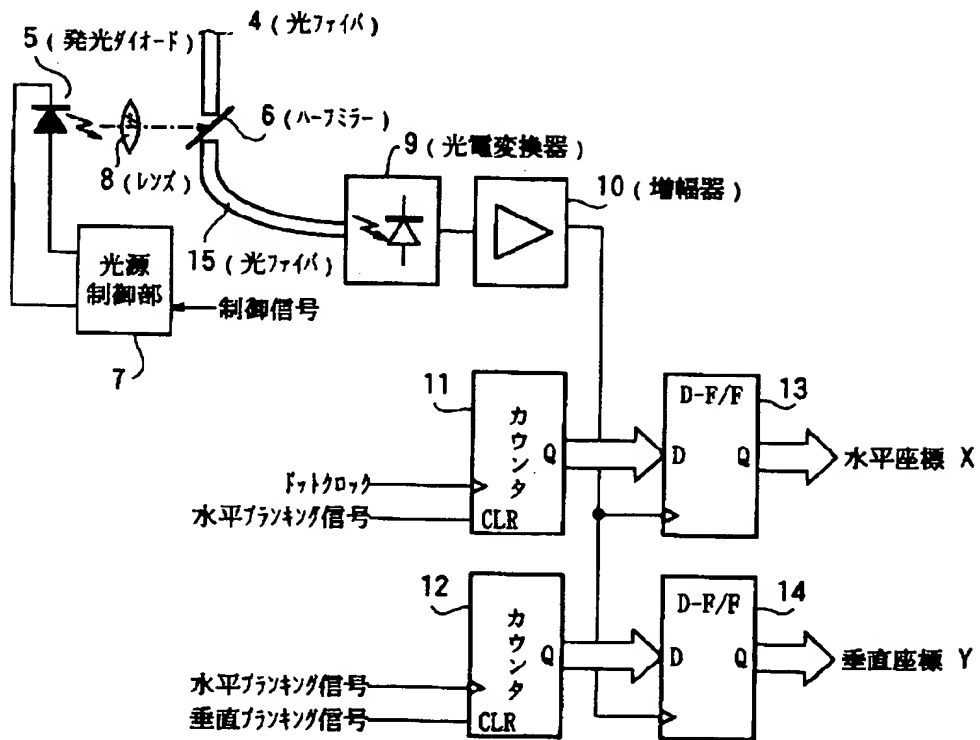 4(光ファイバ)
5(発光ダイオード)
6(ハーフミラー)
8(レンズ)
9(光電変換器)
10(増幅器)
15(光ファイバ)
光源
制御部
制御信号
7
11
カウンタ
Q
ドットクロック
水平ブランキング信号
CLR
D-F/F
13
D
Q
水平座標 X
12
カウンタ
Q
水平ブランキング信号
垂直ブランキング信号
CLR
D-F/F
14
D
Q
垂直座標 Y